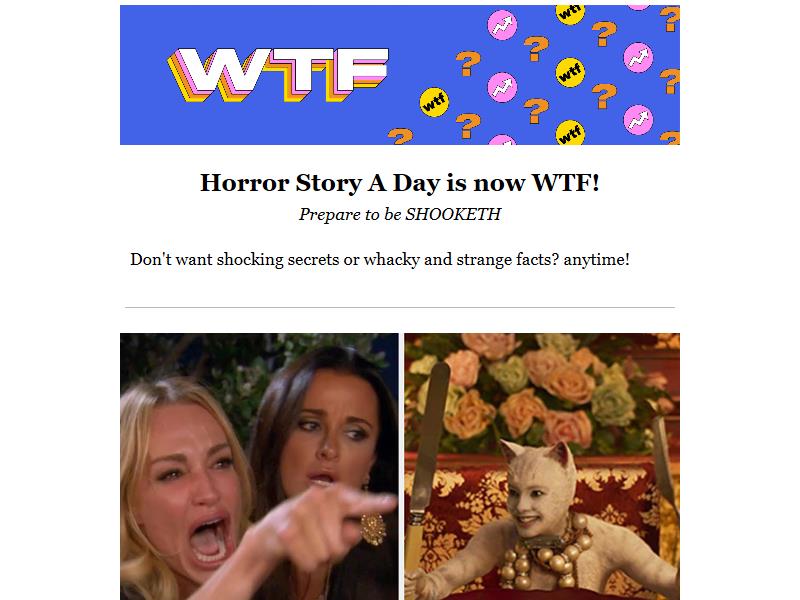 WTF
wtf
wtf
wtf
wtf
Horror Story A Day is now WTF!
Prepare to be SHOOKETH
Don't want shocking secrets or whacky and strange facts? anytime!